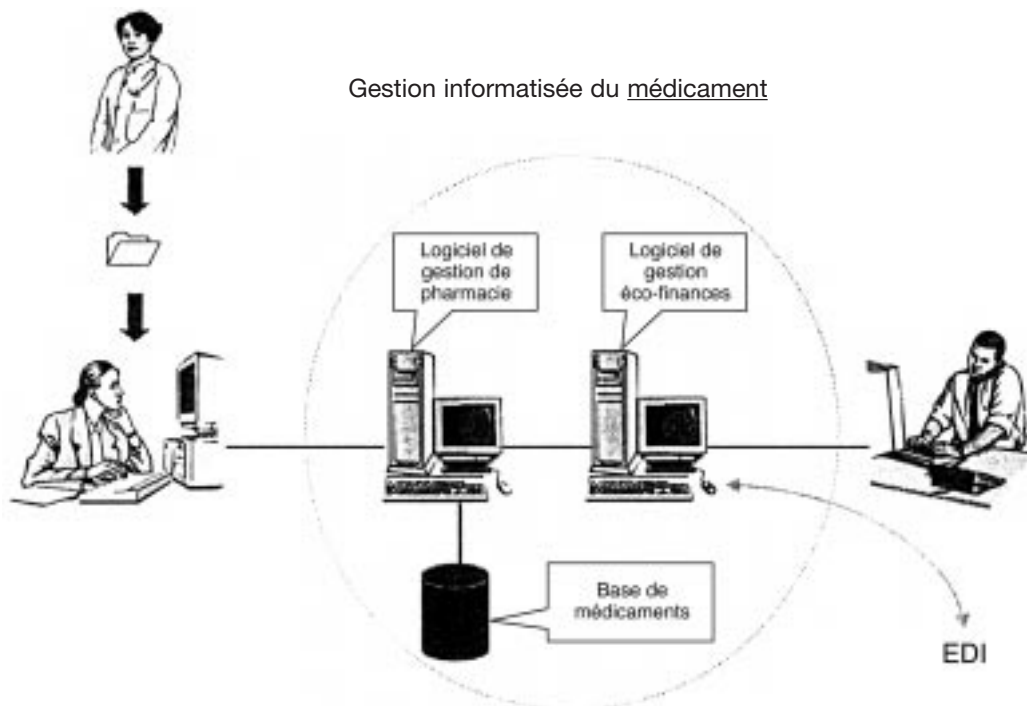 Gestion informatisée du médicament
Logiciel de
gestion de
pharmacie
Logiciel de
gestion
éco-finances
Base de
médicaments
EDI